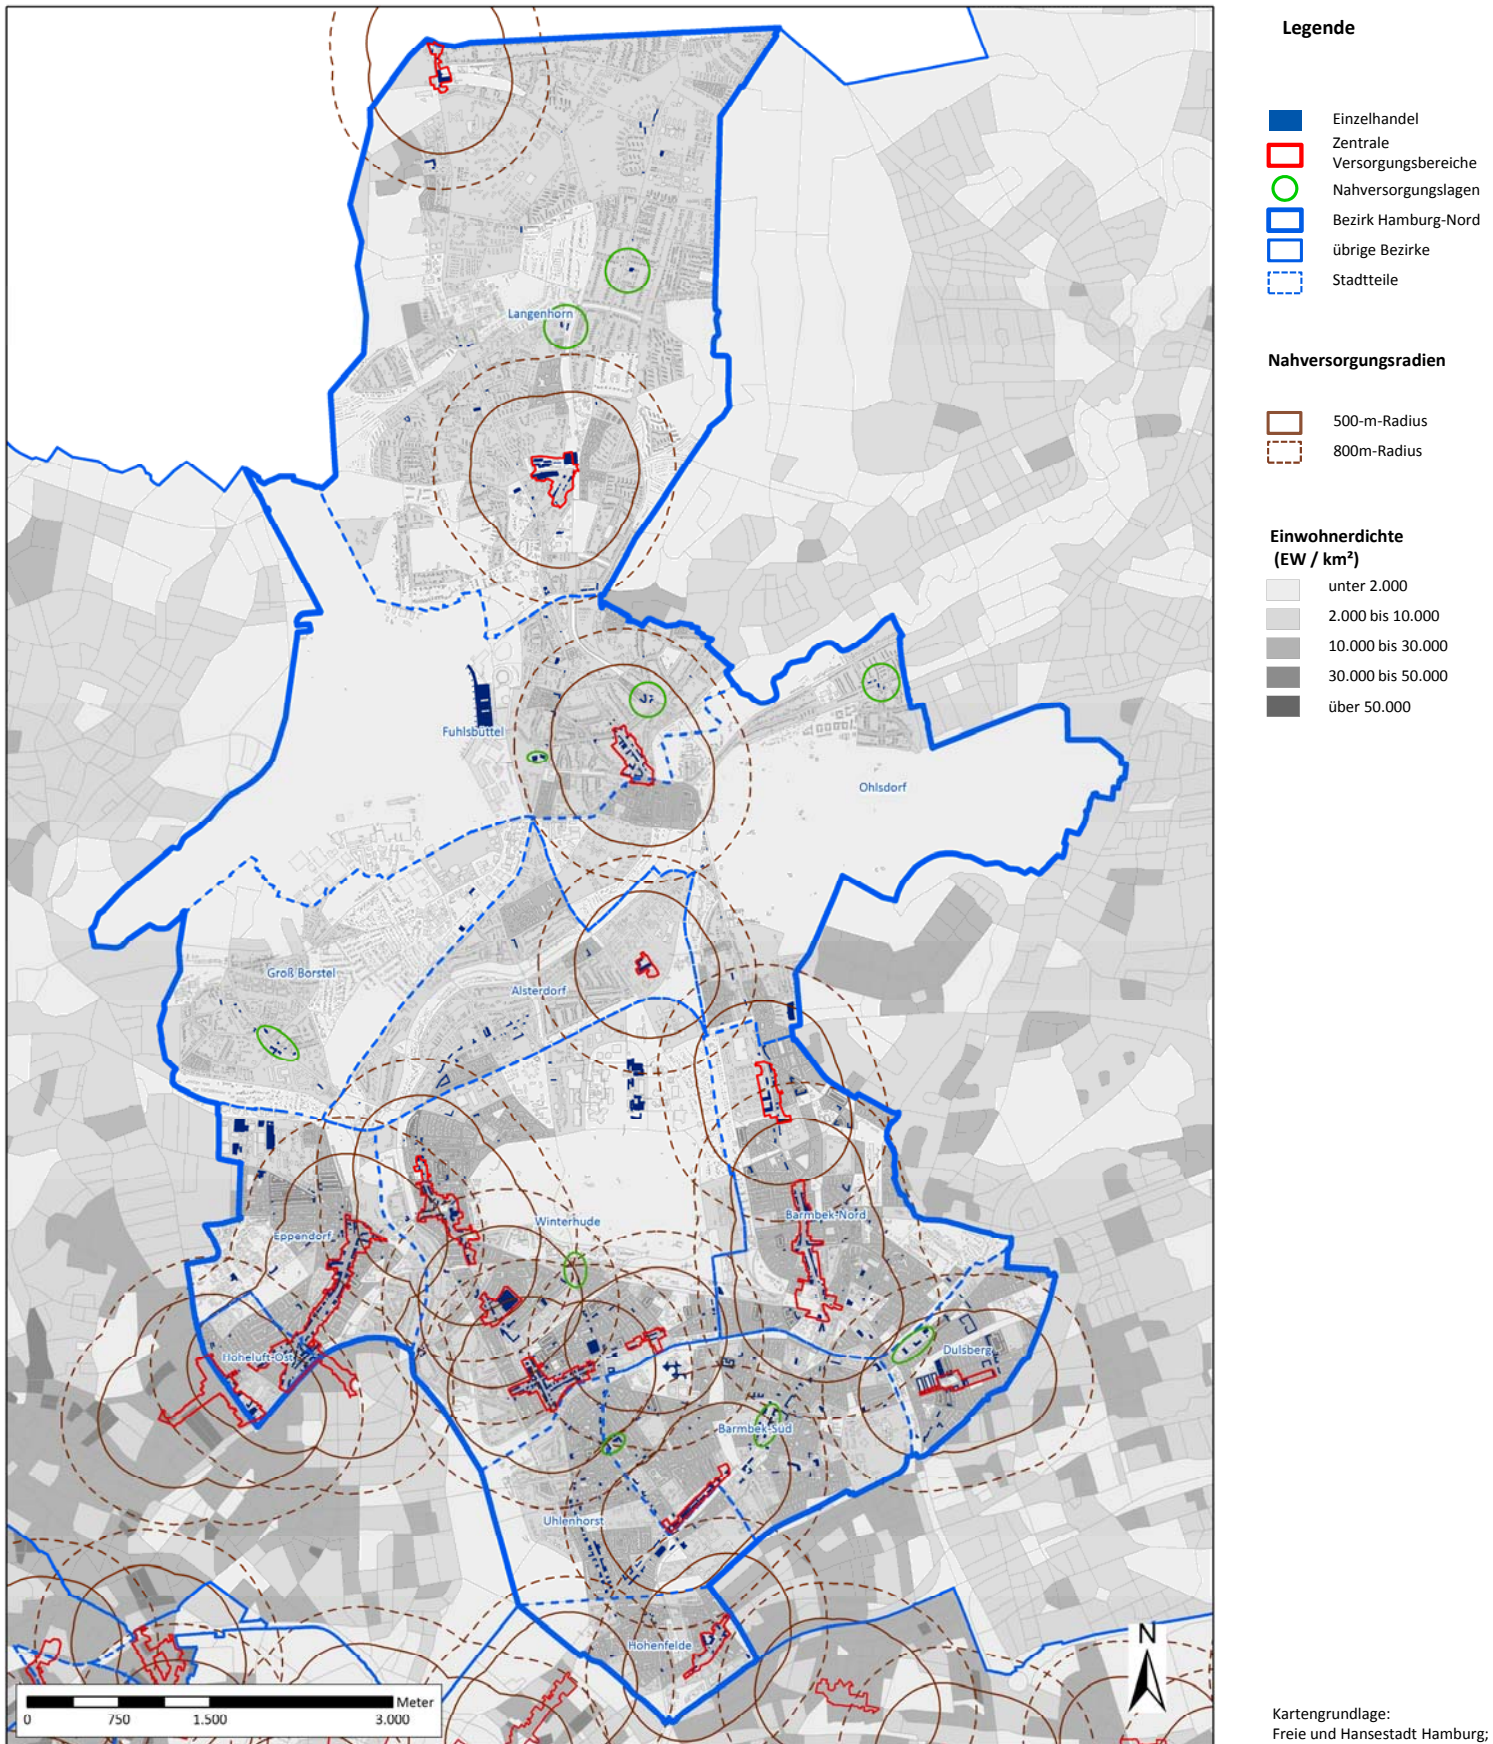 Legende
Einzelhandel
Zentrale
Versorgungsbereiche
Nahversorgungslagen
Bezirk Hamburg-Nord
übrige Bezirke
Stadtteile
Nahversorgungsradien
500-m-Radius
800m-Radius
Einwohnerdichte
(EW / km²)
unter 2.000
2.000 bis 10.000
10.000 bis 30.000
30.000 bis 50.000
über 50.000
Langenhorn
Fuhlsbüttel
Ohlsdorf
Groß Borstel
Alsterdorf
Winterhude
Barmbek-Nord
Eppendorf
Hoheluft-Ost
Dulsberg
Barmbek-Süd
Uhlenhorst
Hohenfelde
N
Meter
0 750 1.500 3.000
Kartengrundlage:
Freie und Hansestadt Hamburg;